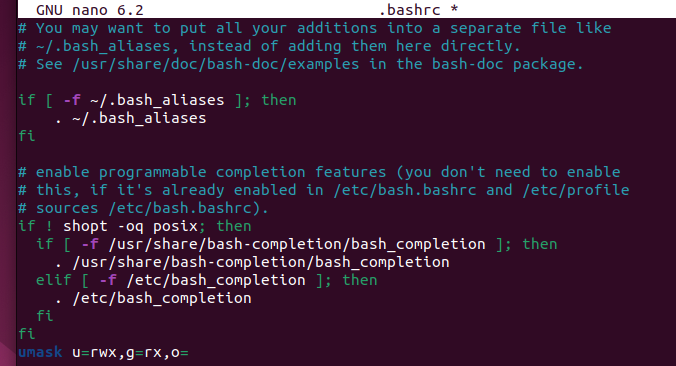 GNU nano 6.2 .bashrc *
# You may want to put all your additions into a separate file like
# ~/.bash_aliases, instead of adding them here directly.
# See /usr/share/doc/bash-doc/examples in the bash-doc package.
if [ -f ~/.bash_aliases ]; then
. ~/.bash_aliases
fi
# enable programmable completion features (you don't need to enable
# this, if it's already enabled in /etc/bash.bashrc and /etc/profile
# sources /etc/bash.bashrc).
if ! shopt -oq posix; then
if [ -f /usr/share/bash-completion/bash_completion ]; then
. /usr/share/bash-completion/bash_completion
elif [ -f /etc/bash_completion ]; then
. /etc/bash_completion
fi
fi
umask u=rwx,g=rx,o=